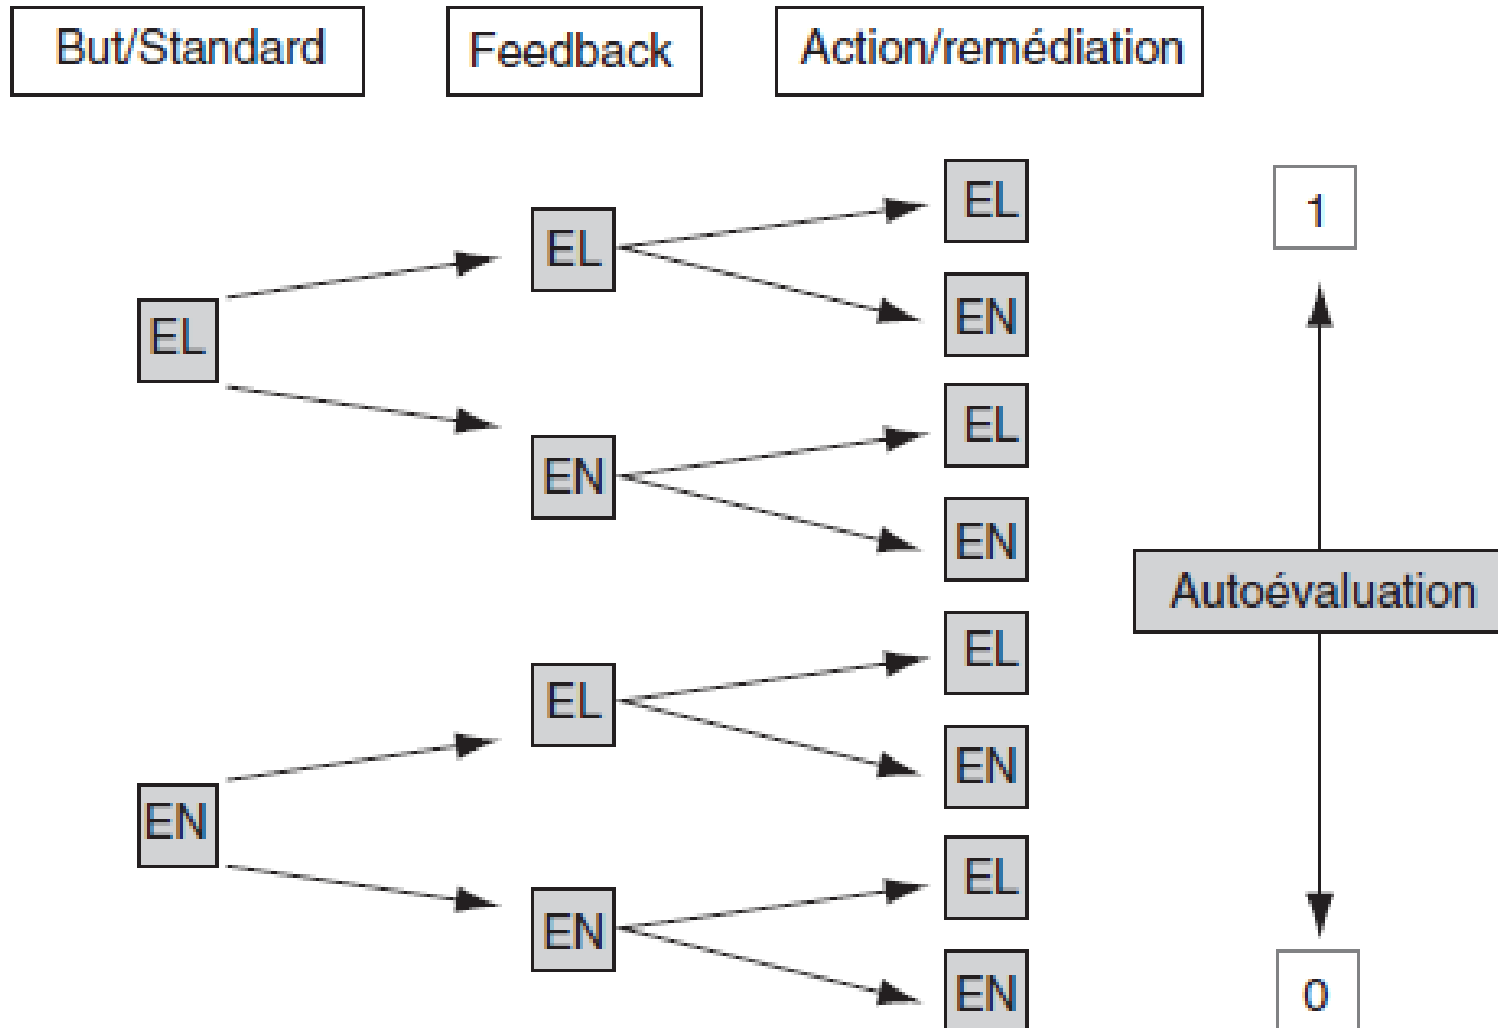 But/Standard
Feedback
Action/remédiation
EL
1
EL
EN
EL
EL
EN
EN
Autoévaluation
EL
EL
EN
EN
EL
EN
EN
0